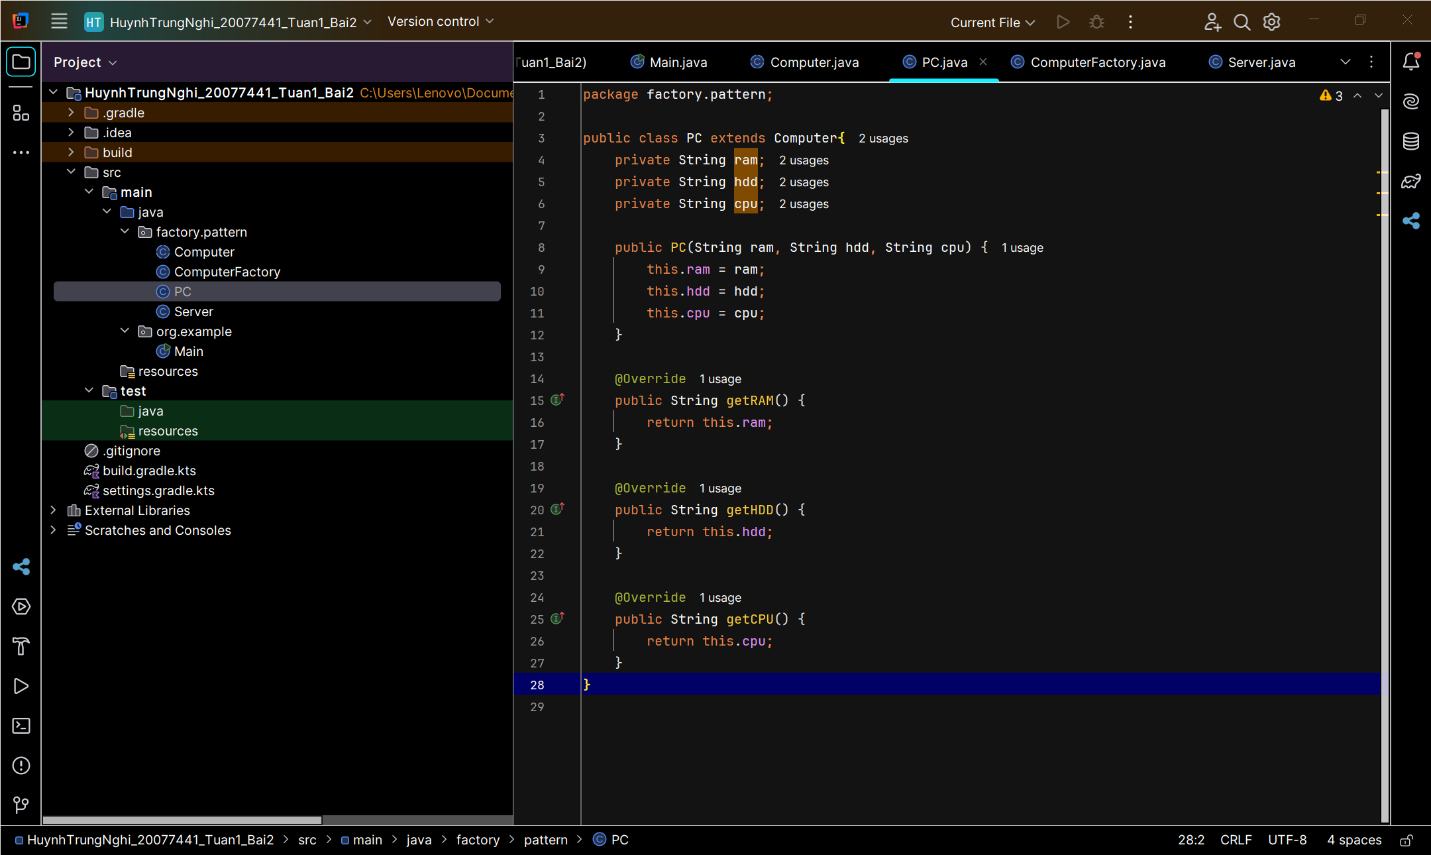 HT HuynhTrungNghi_20077441_Tuan1_Bai2 Version control Current File
Project
HuynhTrungNghi_20077441_Tuan1_Bai2 C:\Users\Lenovo\Docume
.gradle
.idea
build
src
main
java
factory.pattern
Computer
ComputerFactory
PC
Server
org.example
Main
resources
test
java
resources
.gitignore
build.gradle.kts
settings.gradle.kts
External Libraries
Scratches and Consoles
Tuan1_Bai2) Main.java Computer.java PC.java ComputerFactory.java Server.java
3
1 package factory.pattern;
2
3 public class PC extends Computer{ 2 usages
4 private String ram; 2 usages
5 private String hdd; 2 usages
6 private String cpu; 2 usages
7
8 public PC(String ram, String hdd, String cpu) { 1 usage
9 this.ram = ram;
10 this.hdd = hdd;
11 this.cpu = cpu;
12 }
13
14 @Override 1 usage
15 public String getRAM() {
16 return this.ram;
17 }
18
19 @Override 1 usage
20 public String getHDD() {
21 return this.hdd;
22 }
23
24 @Override 1 usage
25 public String getCPU() {
26 return this.cpu;
27 }
28 }
29
HuynhTrungNghi_20077441_Tuan1_Bai2 > src > main > java > factory > pattern > PC 28:2 CRLF UTF-8 4 spaces